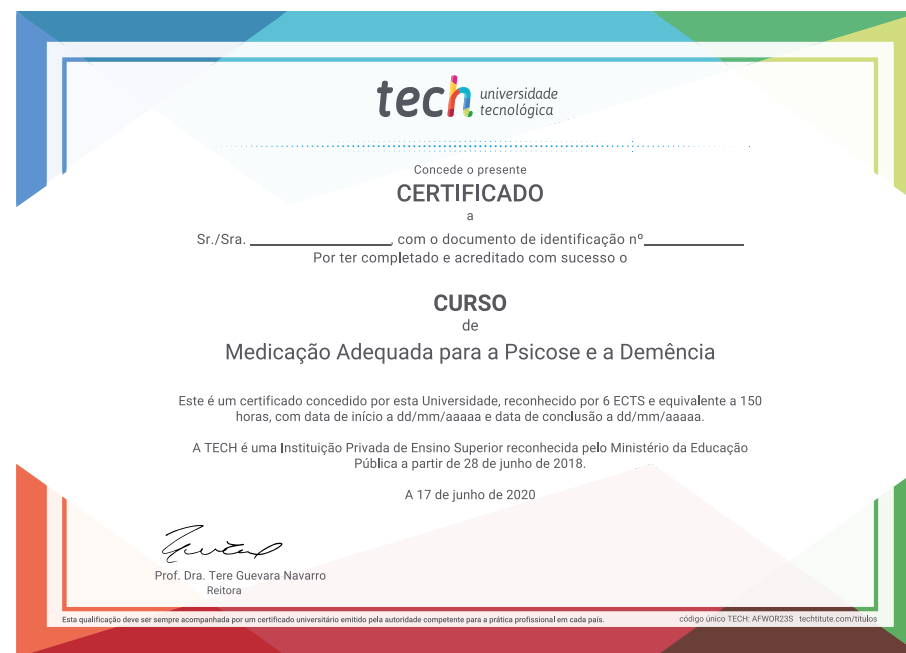 tech universidade
tecnológica
Concede o presente
CERTIFICADO
a
Sr./Sra. ____________________, com o documento de identificação nº______________
Por ter completado e acreditado com sucesso o
CURSO
de
Medicação Adequada para a Psicose e a Demência
Este é um certificado concedido por esta Universidade, reconhecido por 6 ECTS e equivalente a 150
horas, com data de início a dd/mm/aaaaa e data de conclusão a dd/mm/aaaaa.
A TECH é uma Instituição Privada de Ensino Superior reconhecida pelo Ministério da Educação
Pública a partir de 28 de junho de 2018.
A 17 de junho de 2020
Prof. Dra. Tere Guevara Navarro
Reitora
Esta qualificação deve ser sempre acompanhada por um certificado universitário emitido pela autoridade competente para a prática profissional em cada país.
código único TECH: AFWOR23S techtitute.com/titulos